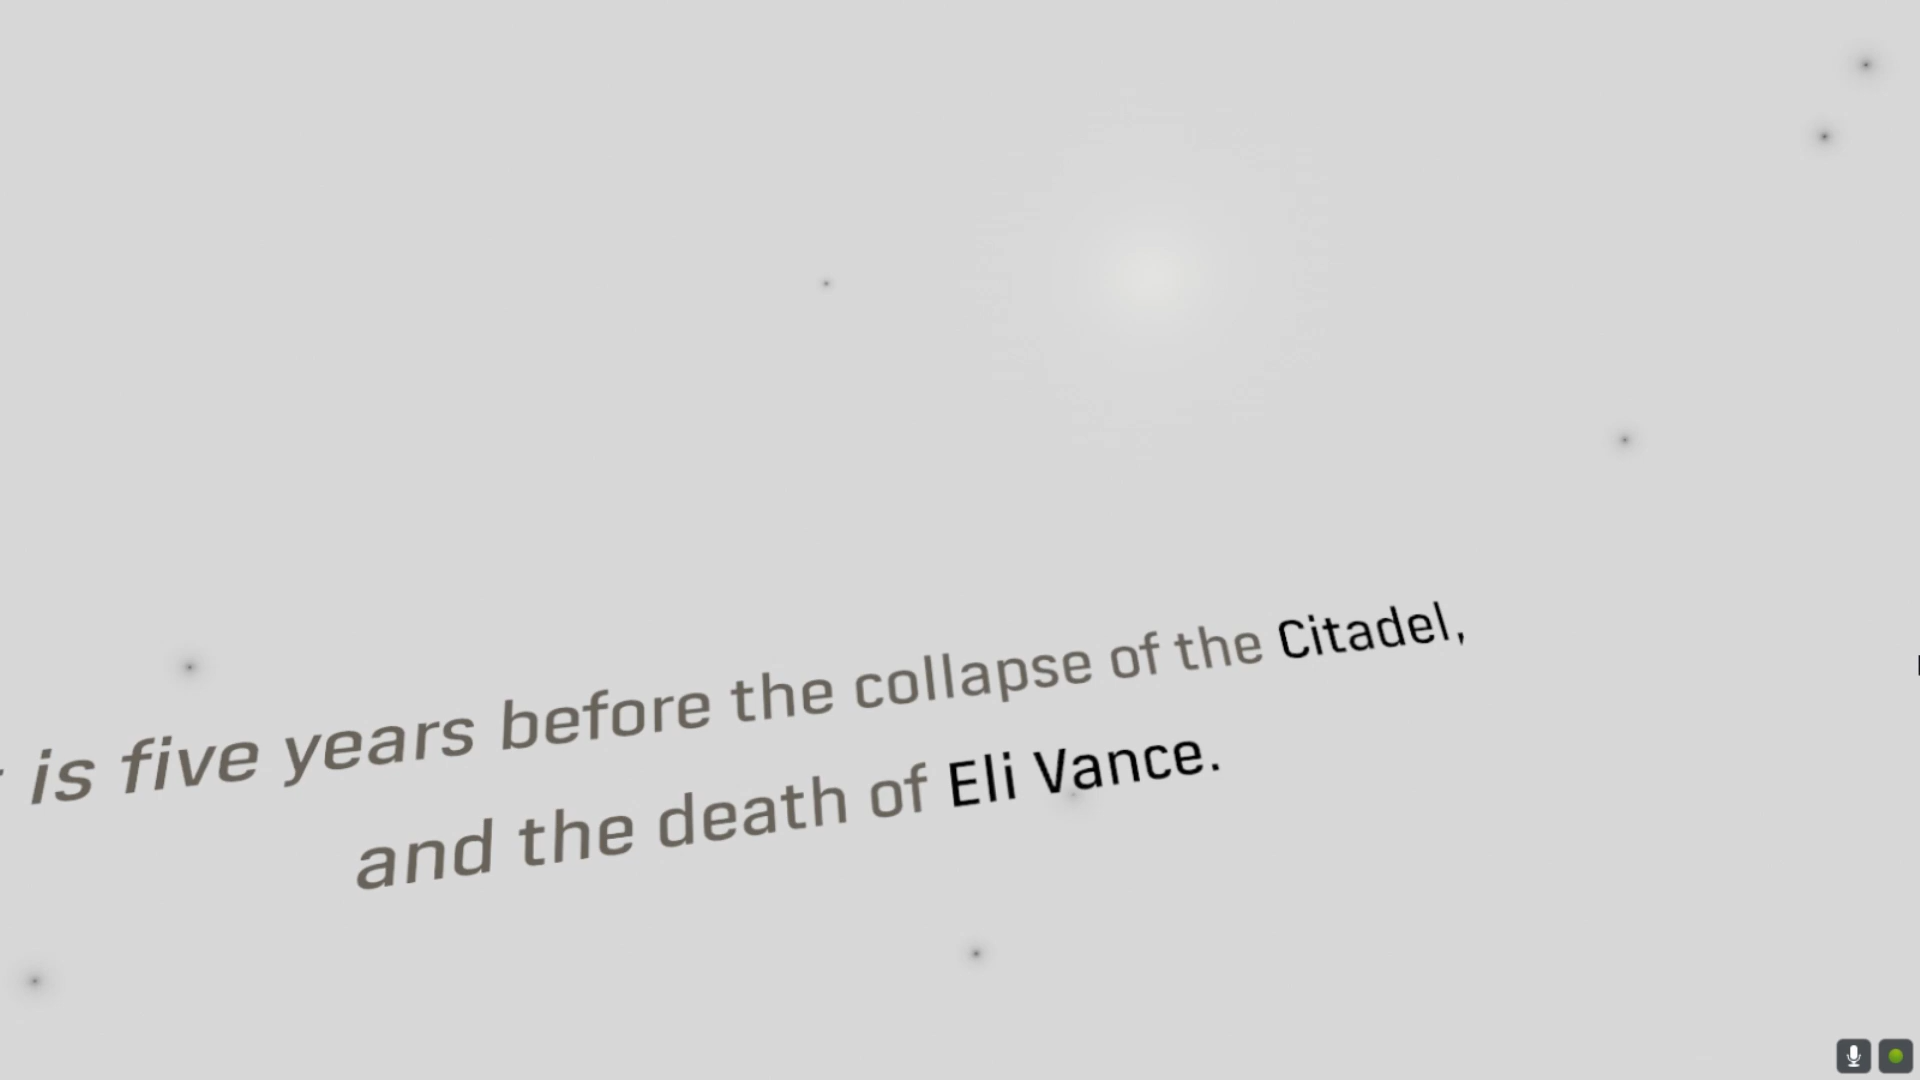 is five years before the collapse of the Citadel,
and the death of Eli Vance.